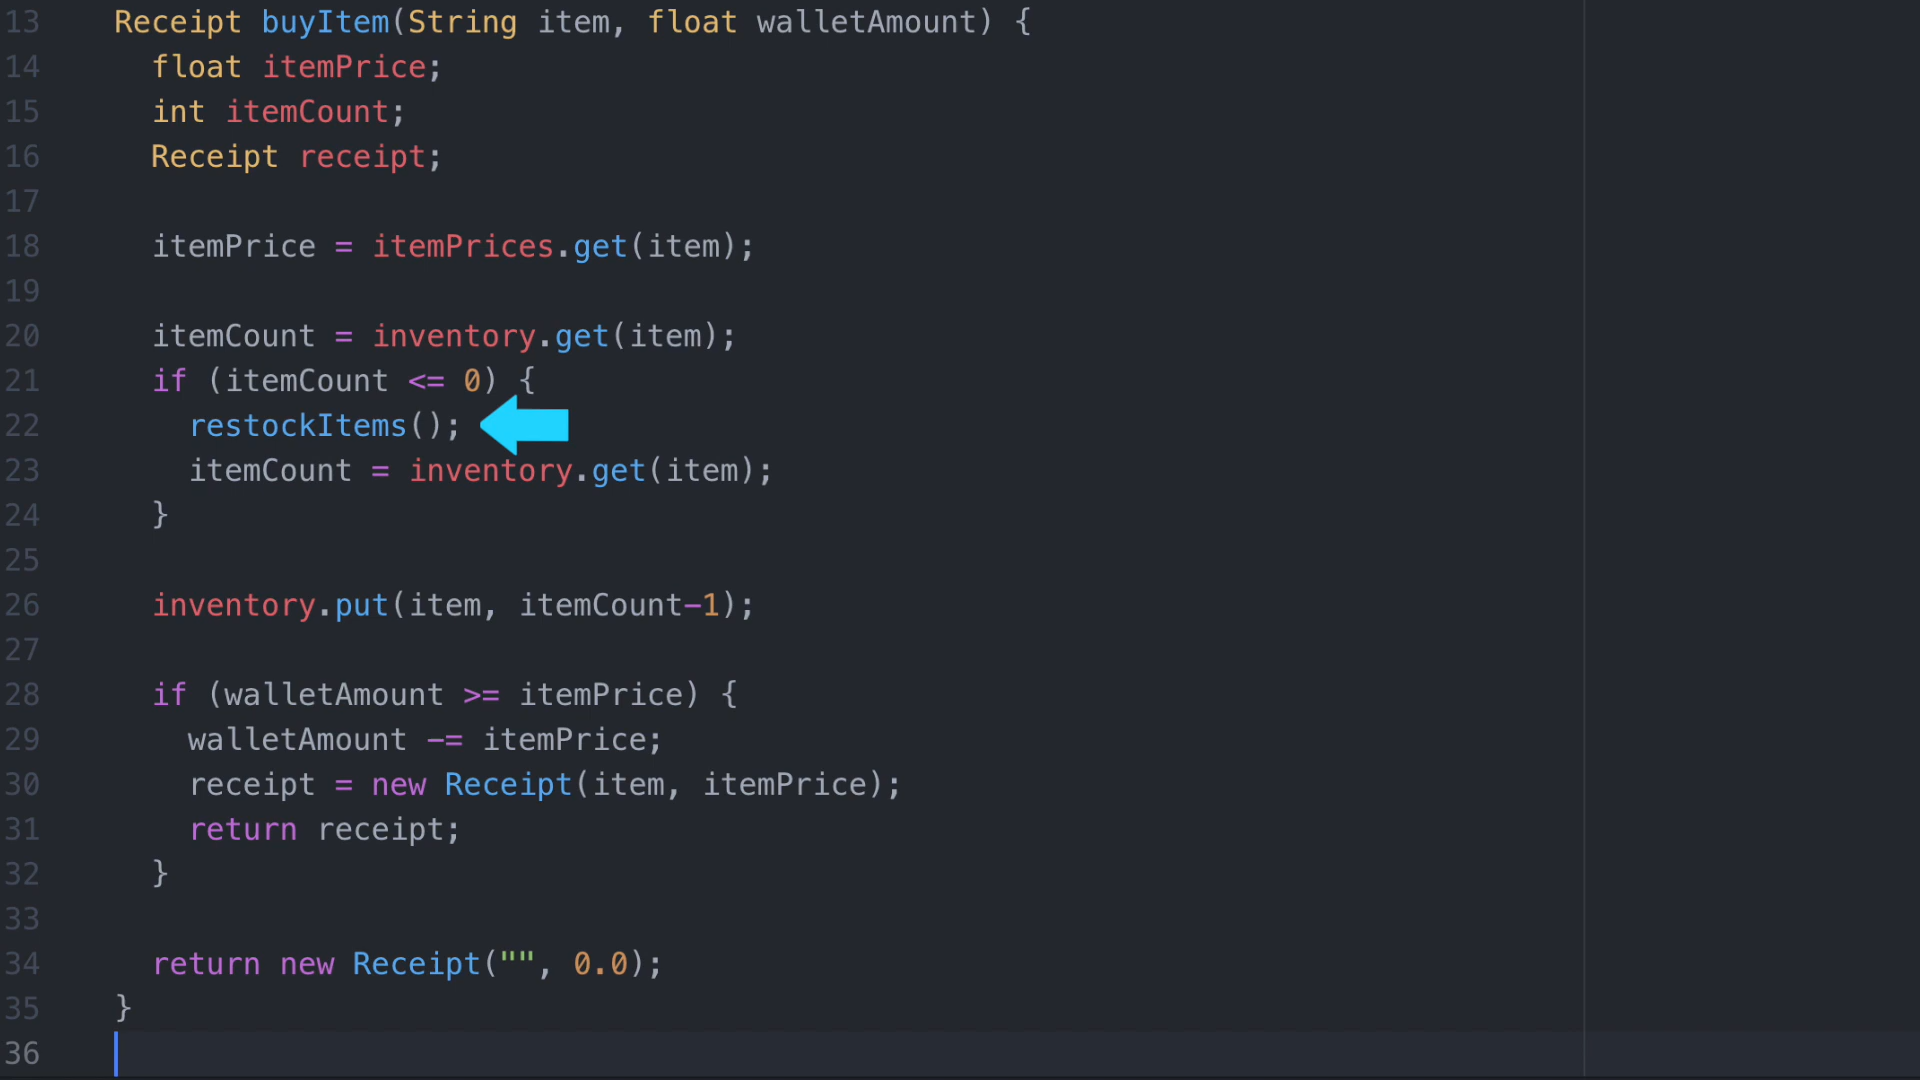 13 Receipt buyItem(String item, float walletAmount) {
14 float itemPrice;
15 int itemCount;
16 Receipt receipt;
17
18 itemPrice = itemPrices.get(item);
19
20 itemCount = inventory.get(item);
21 if (itemCount <= 0) {
22 restockItems();
23 itemCount = inventory.get(item);
24 }
25
26 inventory.put(item, itemCount-1);
27
28 if (walletAmount >= itemPrice) {
29 walletAmount -= itemPrice;
30 receipt = new Receipt(item, itemPrice);
31 return receipt;
32 }
33
34 return new Receipt("", 0.0);
35 }
36